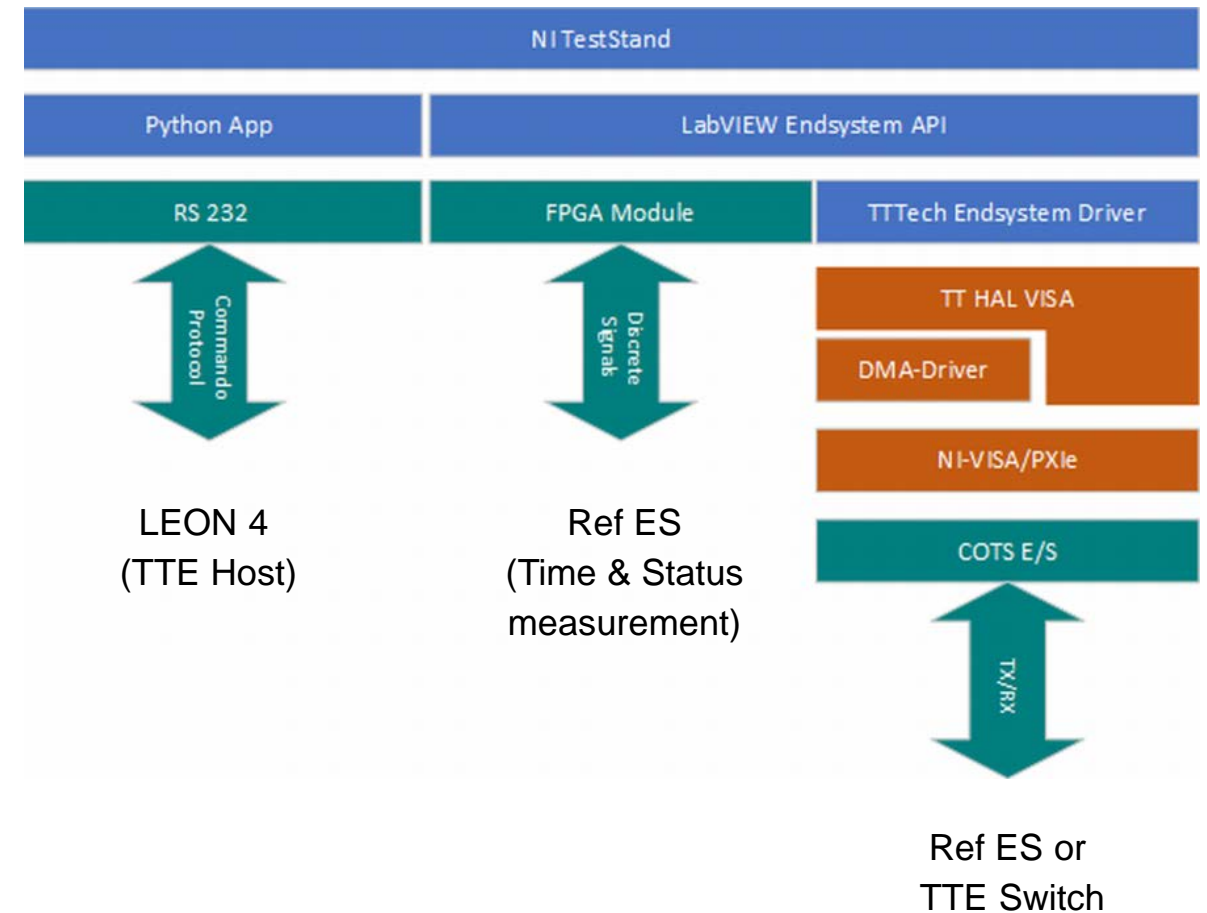 NI TestStand
Python App
LabVIEW Endsystem API
RS 232
FPGA Module
TTTech Endsystem Driver
Commando
Protocol
Discrete
Signals
TT HAL VISA
DMA-Driver
NI-VISA/PXIe
COTS E/S
LEON 4
(TTE Host)
Ref ES
(Time & Status
measurement)
TX/RX
Ref ES or
TTE Switch